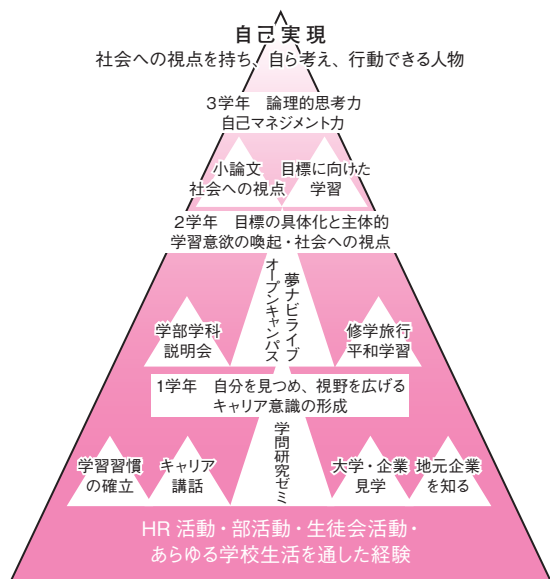 自己実現
社会への視点を持ち、自ら考え、行動できる人物
3学年　論理的思考力
自己マネジメント力
小論文
社会への視点
目標に向けた
学習
2学年　目標の具体化と主体的
学習意欲の喚起・社会への視点
夢ナビライブ
オープンキャンパス
学部学科
説明会
修学旅行
平和学習
1学年　自分を見つめ、視野を広げる
キャリア意識の形成
学問研究ゼミ
学習習慣
の確立
キャリア
講話
大学・企業
見学
地元企業
を知る
HR 活動・部活動・生徒会活動・
あらゆる学校生活を通した経験